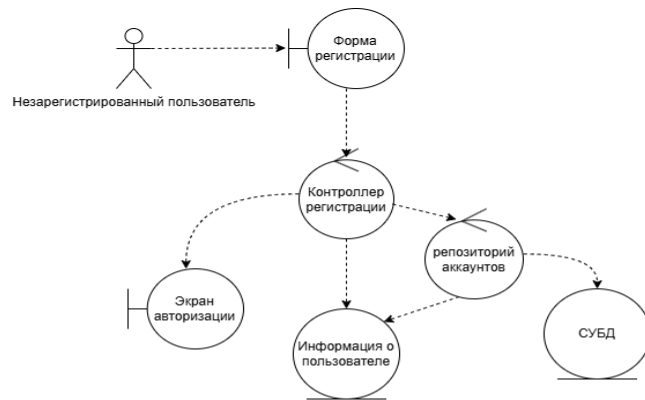 Форма
регистрации
Незарегистрированный пользователь
Контроллер
регистрации
репозиторий
аккаунтов
Экран
авторизации
СУБД
Информация о
пользователе